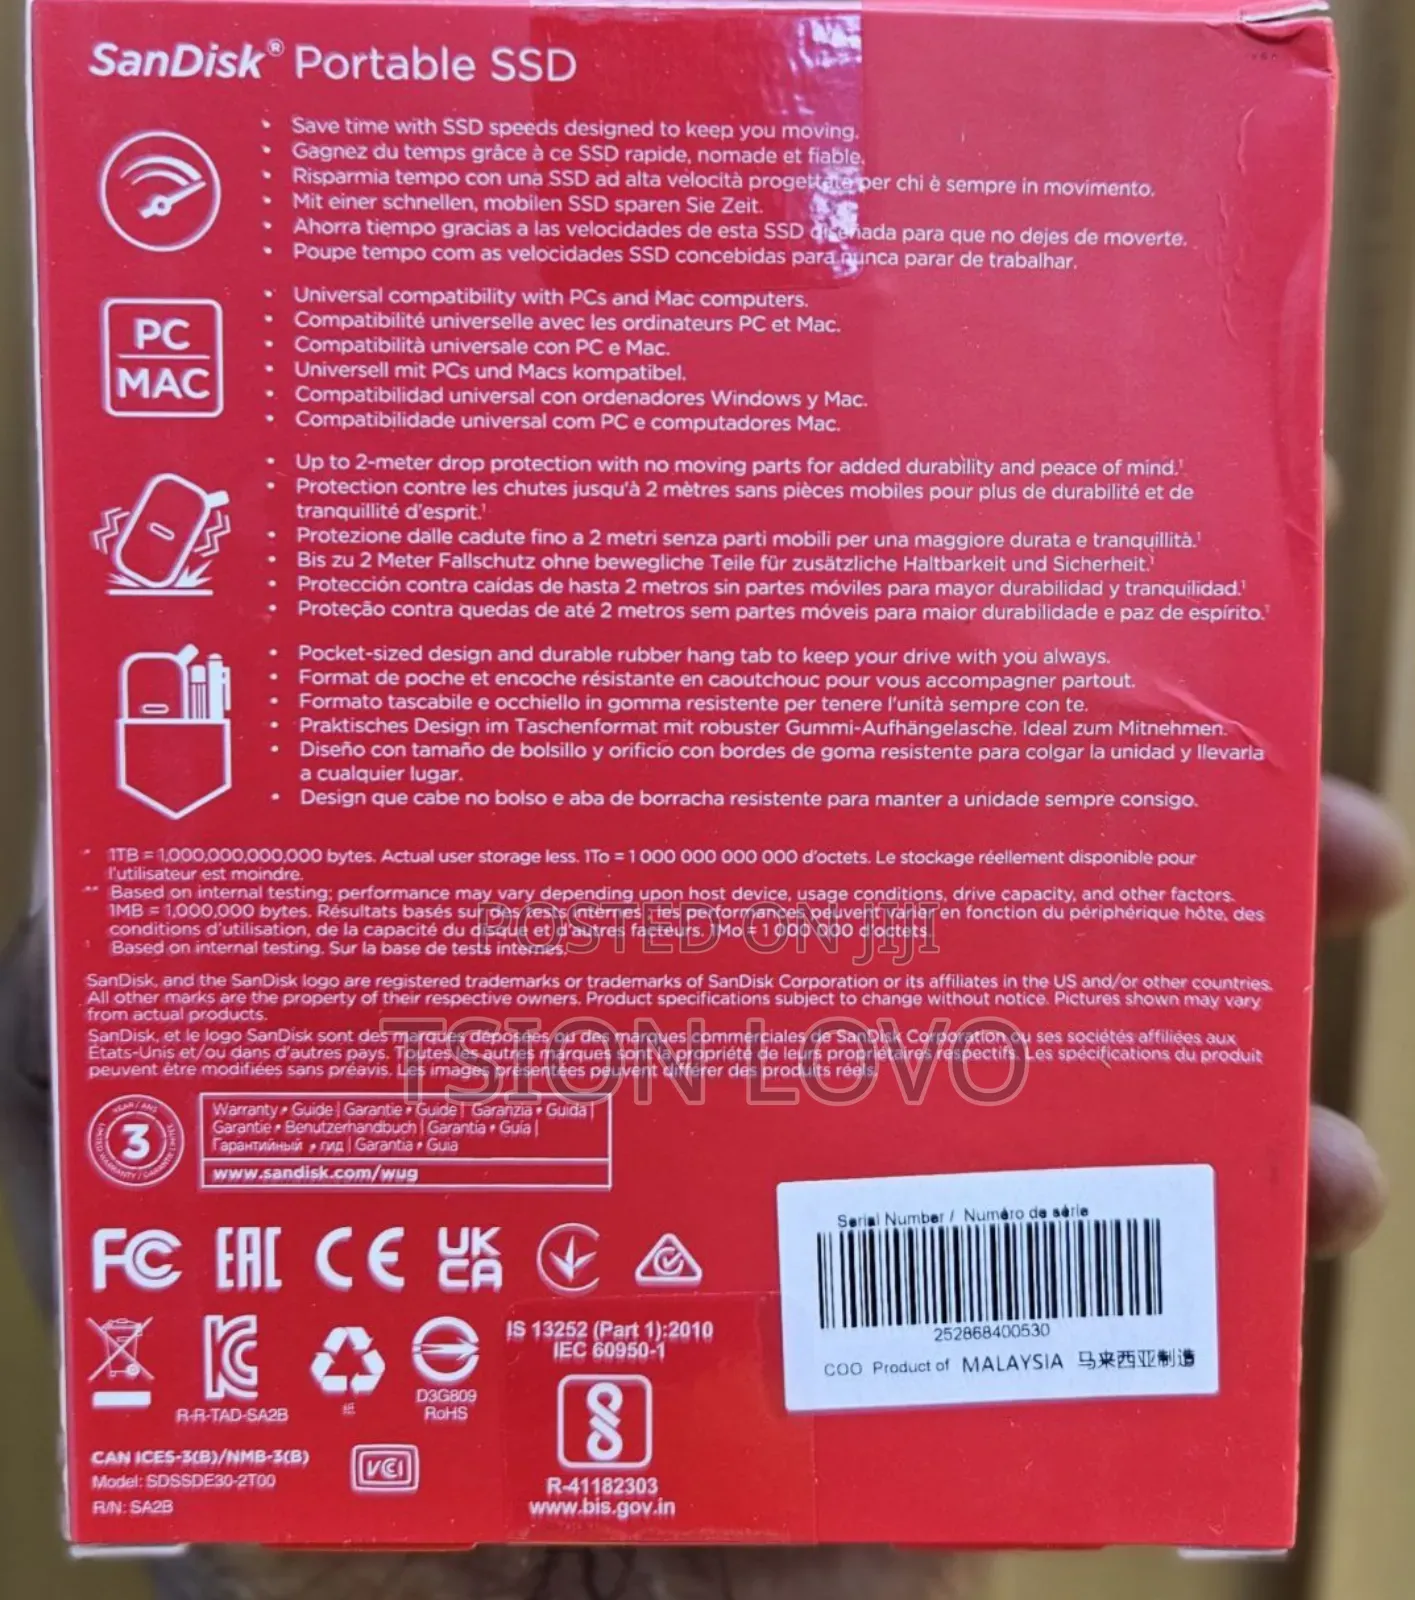 SanDisk® Portable SSD
• Save time with SSD speeds designed to keep you moving.
• Gagnez du temps grâce à ce SSD rapide, nomade et fiable.
• Risparmia tempo con una SSD ad alta velocità progettate per chi è sempre in movimento.
• Mit einer schnellen, mobilen SSD sparen Sie Zeit.
• Ahorra tiempo gracias a las velocidades de esta SSD diseñada para que no dejes de moverte.
• Poupe tempo com as velocidades SSD concebidas para nunca parar de trabalhar.
PC
MAC
• Universal compatibility with PCs and Mac computers.
• Compatibilité universelle avec les ordinateurs PC et Mac.
• Compatibilità universale con PC e Mac.
• Universell mit PCs und Macs kompatibel.
• Compatibilidad universal con ordenadores Windows y Mac.
• Compatibilidade universal com PC e computadores Mac.
• Up to 2-meter drop protection with no moving parts for added durability and peace of mind.¹
• Protection contre les chutes jusqu'à 2 mètres sans pièces mobiles pour plus de durabilité et de
tranquillité d'esprit.¹
• Protezione dalle cadute fino a 2 metri senza parti mobili per una maggiore durata e tranquillità.¹
• Bis zu 2 Meter Fallschutz ohne bewegliche Teile für zusätzliche Haltbarkeit und Sicherheit.¹
• Protección contra caídas de hasta 2 metros sin partes móviles para mayor durabilidad y tranquilidad.¹
• Proteção contra quedas de até 2 metros sem partes móveis para maior durabilidade e paz de espírito.¹
• Pocket-sized design and durable rubber hang tab to keep your drive with you always.
• Format de poche et encoche résistante en caoutchouc pour vous accompagner partout.
• Formato tascabile e occhiello in gomma resistente per tenere l'unità sempre con te.
• Praktisches Design im Taschenformat mit robuster Gummi-Aufhängelasche. Ideal zum Mitnehmen.
• Diseño con tamaño de bolsillo y orificio con bordes de goma resistente para colgar la unidad y llevarla
a cualquier lugar.
• Design que cabe no bolso e aba de borracha resistente para manter a unidade sempre consigo.
* 1TB = 1,000,000,000,000 bytes. Actual user storage less. 1To = 1 000 000 000 000 d'octets. Le stockage réellement disponible pour
l'utilisateur est moindre.
** Based on internal testing; performance may vary depending upon host device, usage conditions, drive capacity, and other factors.
1MB = 1,000,000 bytes. Résultats basés sur des tests internes ; les performances peuvent varier en fonction du périphérique hôte, des
conditions d'utilisation, de la capacité du disque et d'autres facteurs. 1Mo = 1 000 000 d'octets.
¹ Based on internal testing. Sur la base de tests internes.
POSTED ON JIJI
SanDisk, and the SanDisk logo are registered trademarks or trademarks of SanDisk Corporation or its affiliates in the US and/or other countries.
All other marks are the property of their respective owners. Product specifications subject to change without notice. Pictures shown may vary
from actual products.
SanDisk, et le logo SanDisk sont des marques déposées ou des marques commerciales de SanDisk Corporation ou ses sociétés affiliées aux
États-Unis et/ou dans d'autres pays. Toutes les autres marques sont la propriété de leurs propriétaires respectifs. Les spécifications du produit
peuvent être modifiées sans préavis. Les images présentées peuvent différer des produits réels.
TSION LOVO
3
Warranty • Guide | Garantie • Guide | Garanzia • Guida |
Garantie • Benutzerhandbuch | Garantía • Guía |
Гарантийный • гид | Garantia • Guia
www.sandisk.com/wug
FC EAC CE UK
CA
Serial Number / Numéro de série
252868400530
COO Product of MALAYSIA 马来西亚制造
IS 13252 (Part 1):2010
IEC 60950-1
R-R-TAD-SA2B
D3G809
RoHS
CAN ICES-3(B)/NMB-3(B)
Model: SDSSDE30-2T00
R/N: SA2B
VCCI
R-41182303
www.bis.gov.in